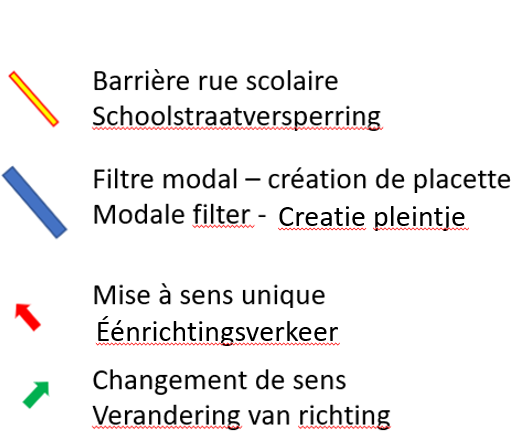 Barrière rue scolaire
Schoolstraatversperring
Filtre modal – création de placette
Modale filter - Creatie pleintje
Mise à sens unique
Éénrichtingsverkeer
Changement de sens
Verandering van richting